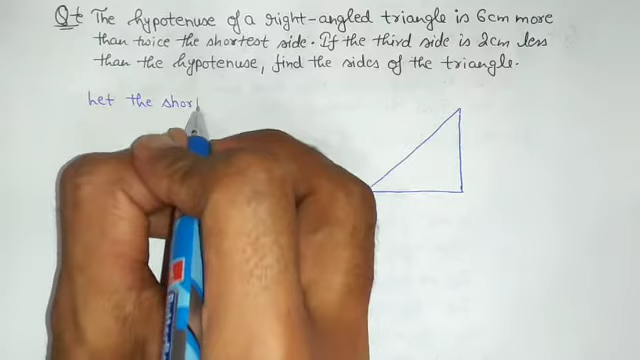 Q† The hypotenuse of a right-angled triangle is 6cm more
than twice the shortest side. If the third side is 2cm less
than the hypotenuse, find the sides of the triangle.
Let the shor